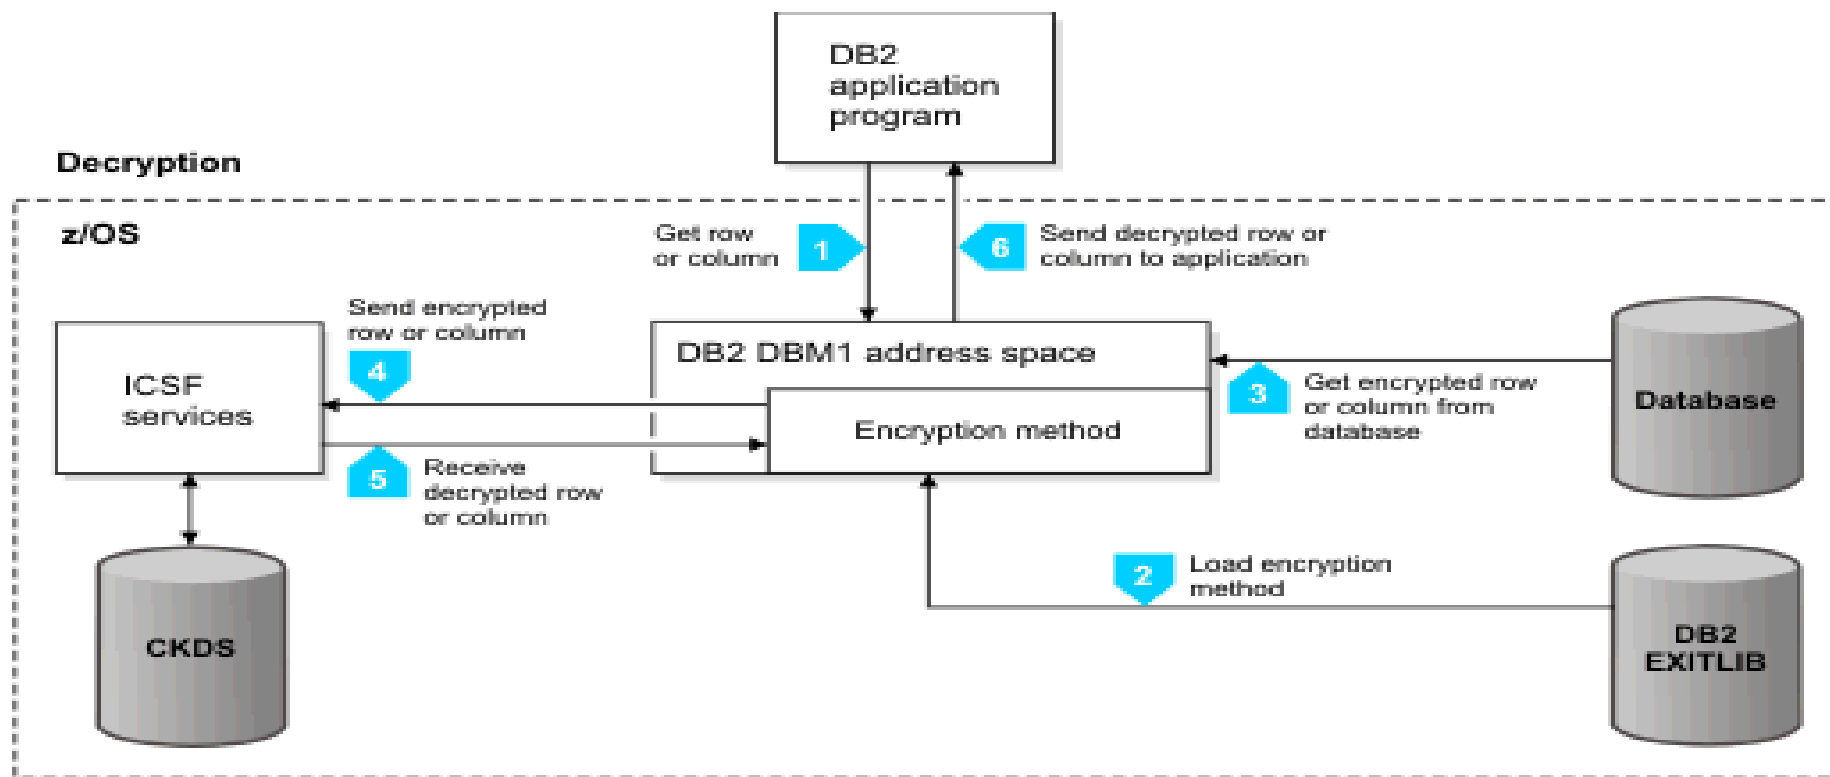 DB2
application
program
Decryption
z/OS
Get row
or column
1
6
Send decrypted row or
column to application
Send encrypted
row or column
4
ICSF
services
DB2 DBM1 address space
Encryption method
3
Get encrypted row
or column from
database
Database
5
Receive
decrypted row
or column
2
Load encryption
method
CKDS
DB2
EXITLIB